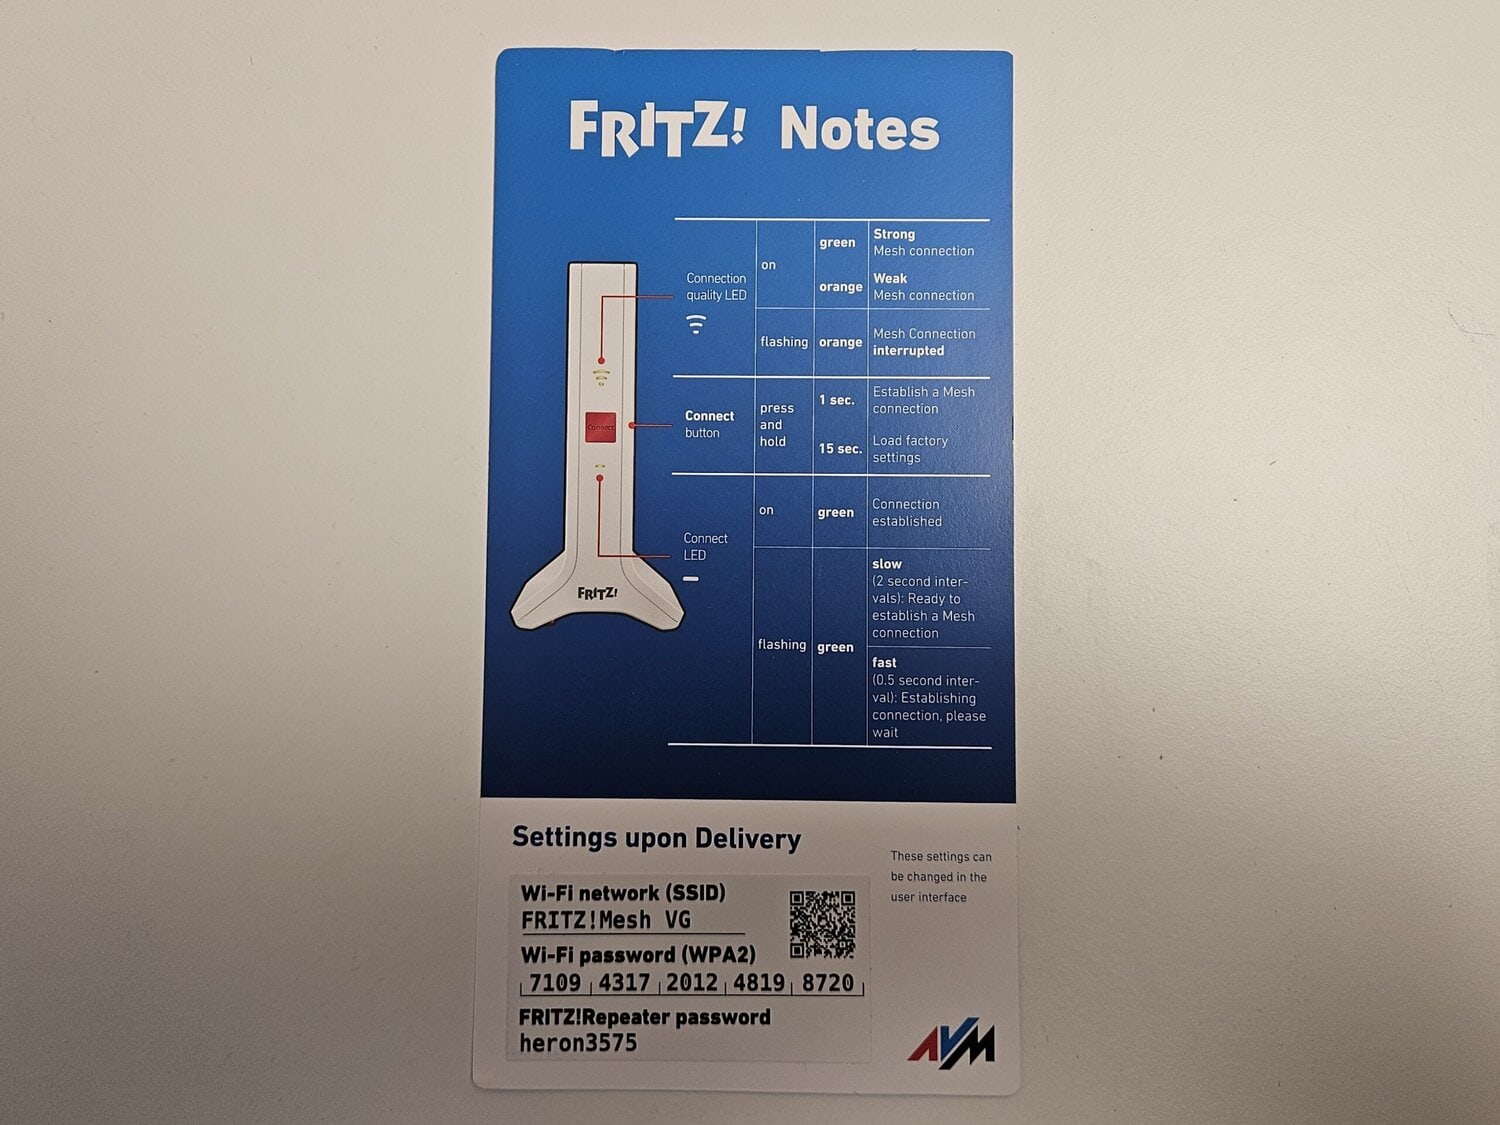 FRITZ! Notes
Connection
quality LED
on
green
Strong
Mesh connection
orange
Weak
Mesh connection
flashing
orange
Mesh Connection
interrupted
Connect
Connect
button
press
and
hold
1 sec.
Establish a Mesh
connection
15 sec.
Load factory
settings
Connect
LED
on
green
Connection
established
flashing
green
slow
(2 second inter-
vals): Ready to
establish a Mesh
connection
fast
(0.5 second inter-
val): Establishing
connection, please
wait
FRITZ!
Settings upon Delivery
These settings can
be changed in the
user interface
Wi-Fi network (SSID)
FRITZ!Mesh VG
Wi-Fi password (WPA2)
7109 4317 2012 4819 8720
FRITZ!Repeater password
heron3575
AVM